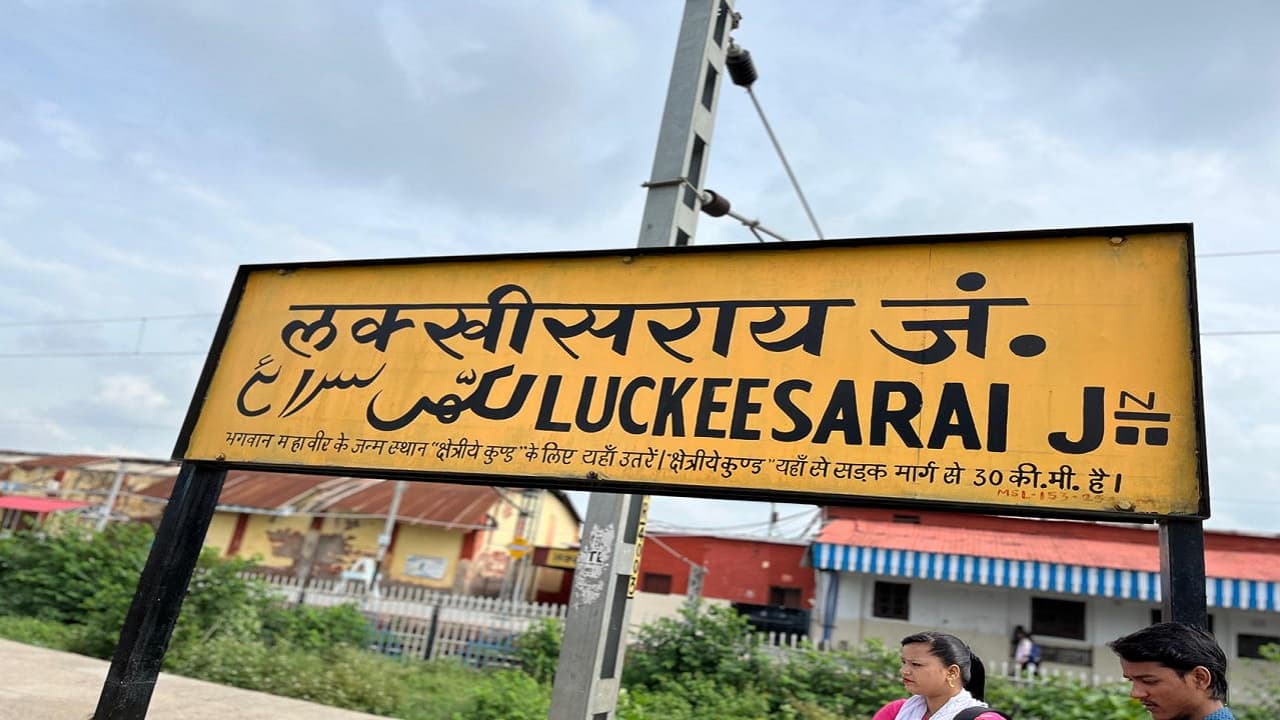 लक्खीसराय जं.
لکھی سرائے LUCKEESARAI JN
भगवान महावीर के जन्म स्थान "क्षेत्रीये कुण्ड" के लिए यहाँ उतरें। "क्षेत्रीये कुण्ड" यहाँ से सड़क मार्ग से 30 की.मी. है।